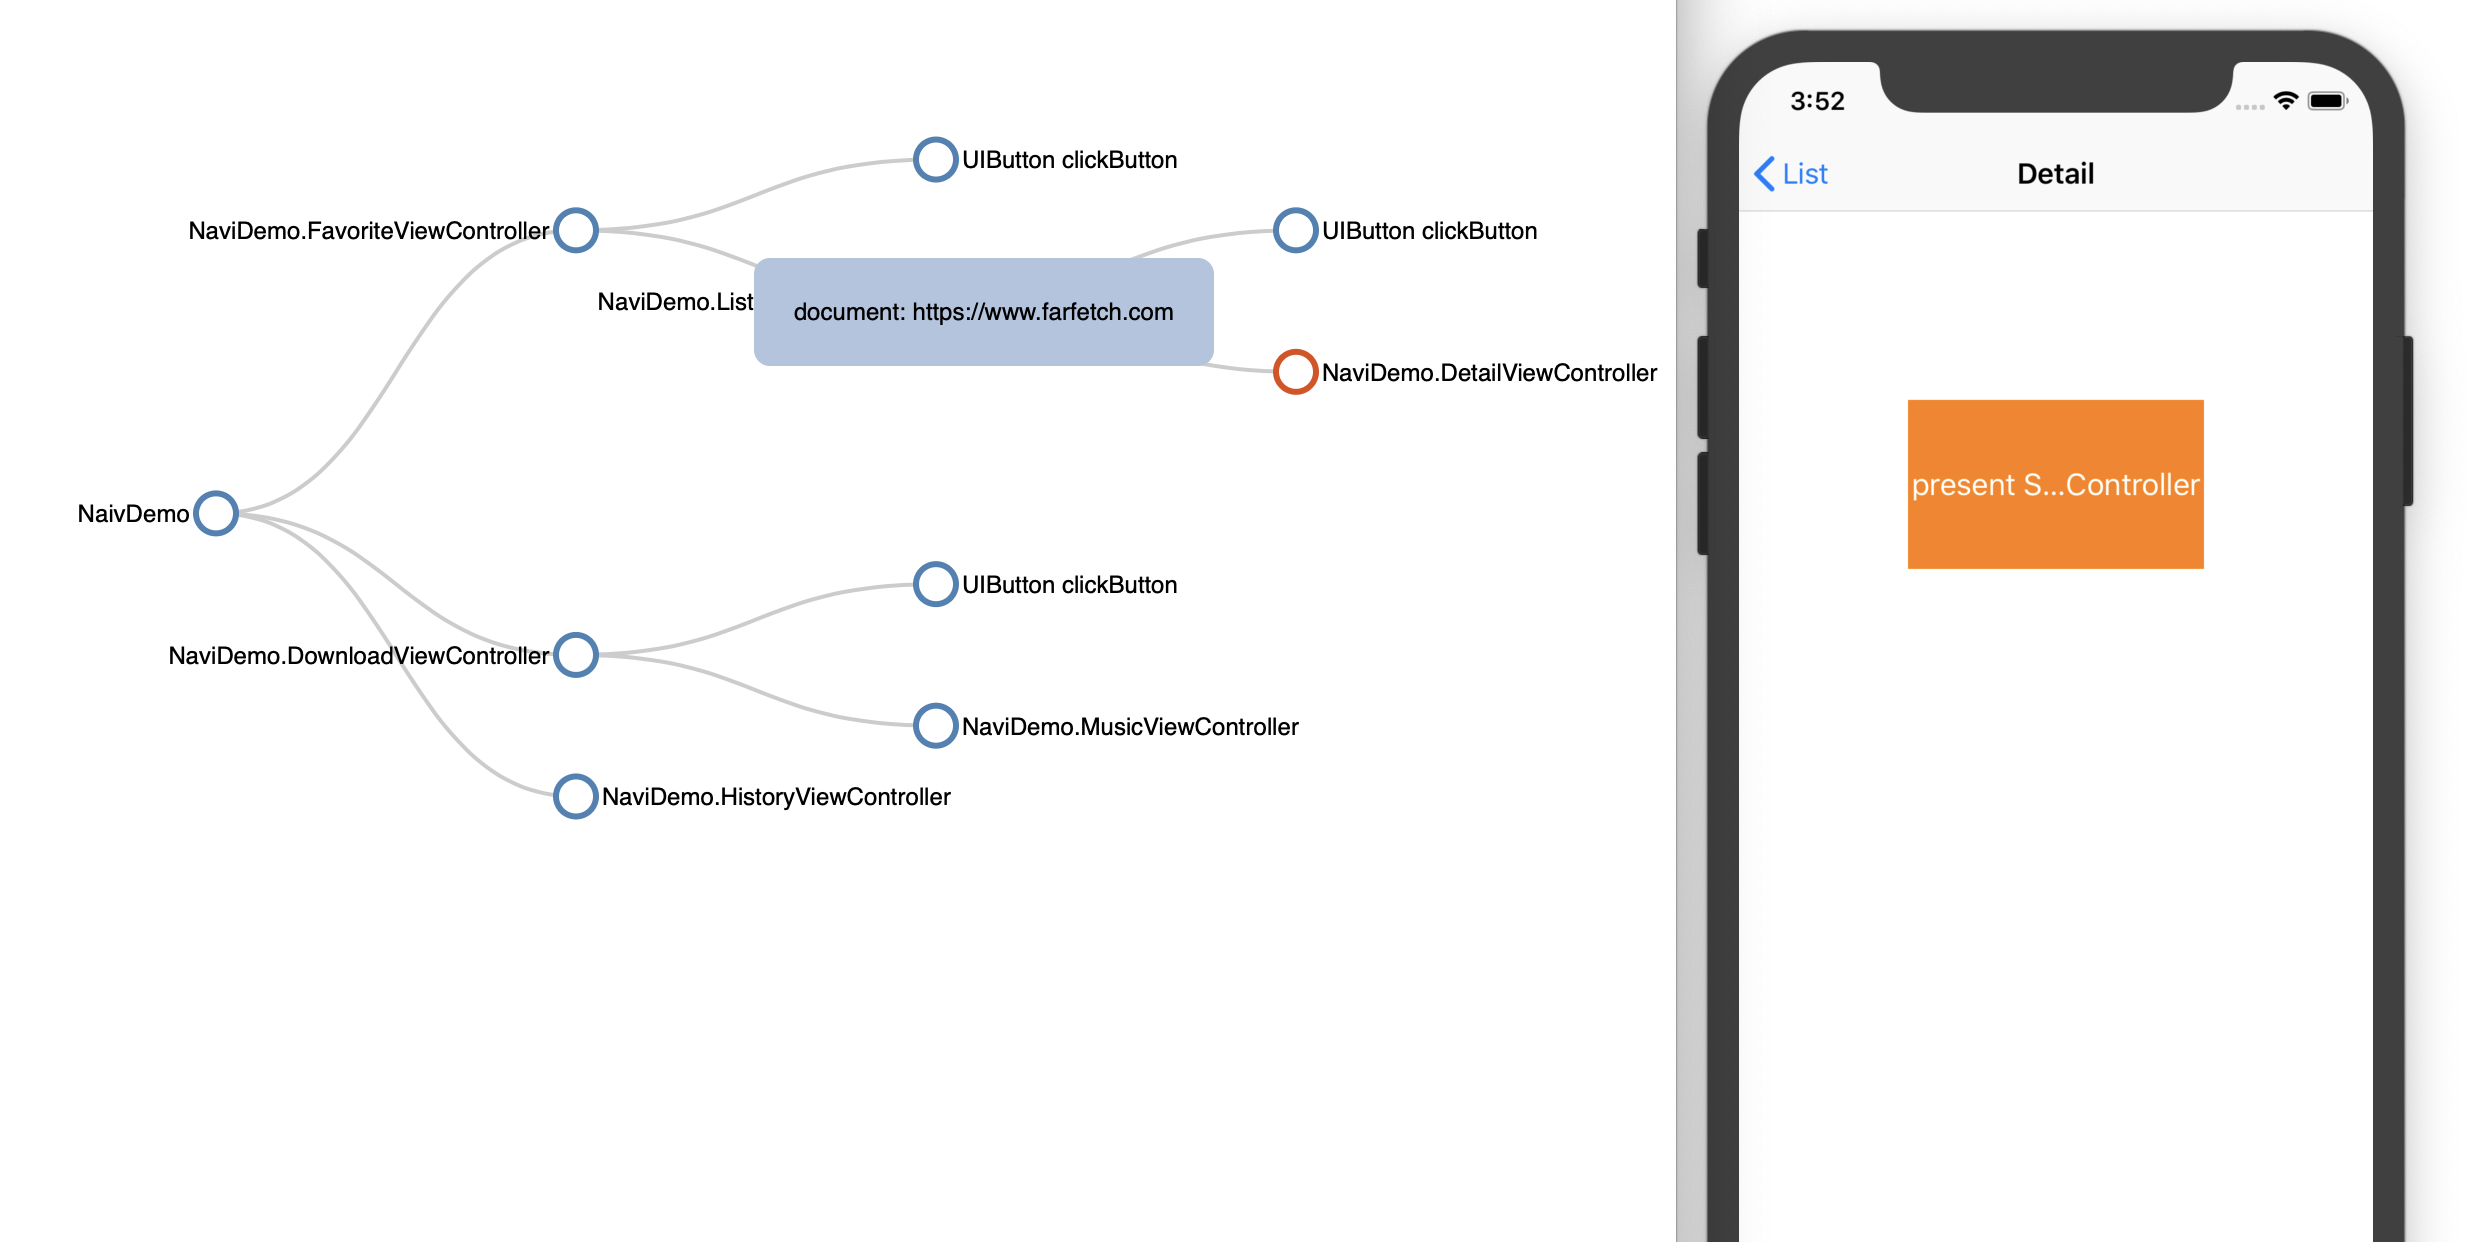 UIButton clickButton
NaviDemo.FavoriteViewController
UIButton clickButton
NaviDemo.List
document: https://www.farfetch.com
NaviDemo.DetailViewController
NaivDemo
UIButton clickButton
NaviDemo.DownloadViewController
NaviDemo.MusicViewController
NaviDemo.HistoryViewController
3:52
List
Detail
present S...Controller